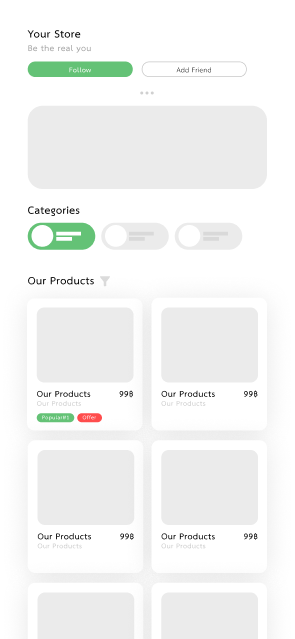 Your Store
Be the real you
Follow
Add Friend
Categories
Our Products
Our Products 99฿
Our Products
Popular#1 Offer
Our Products 99฿
Our Products
Our Products 99฿
Our Products
Our Products 99฿
Our Products